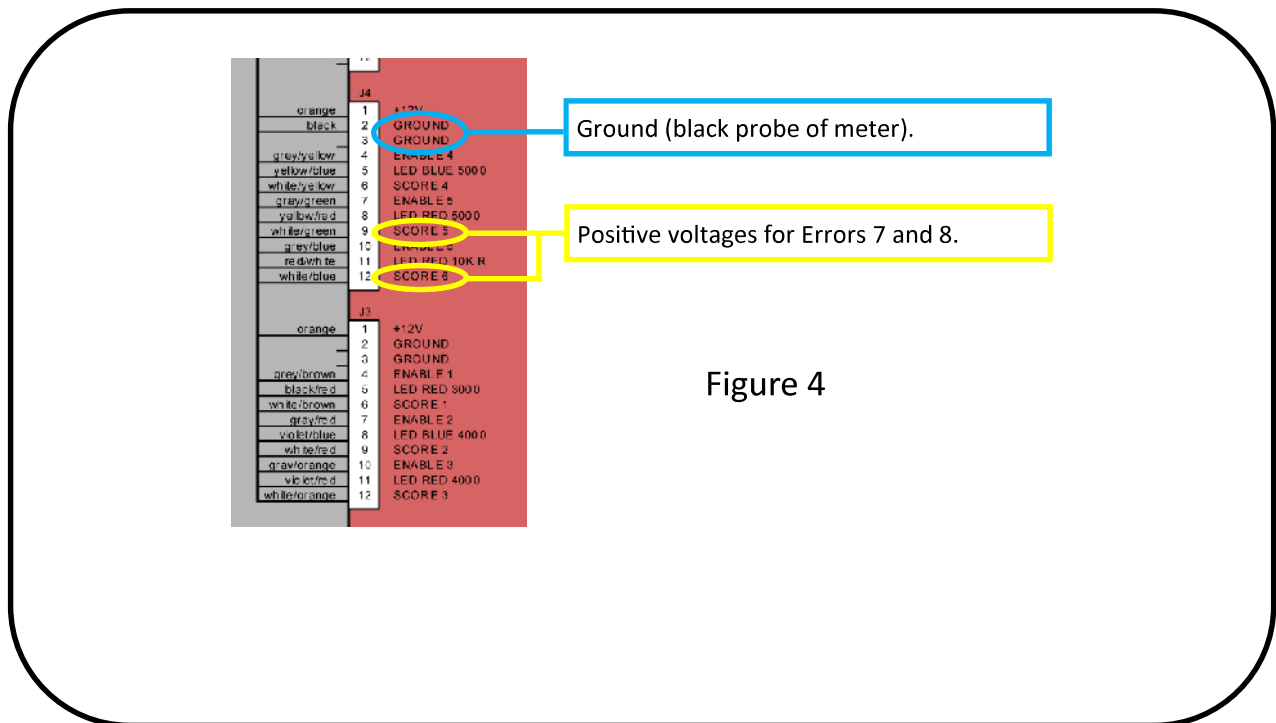 J4
orange 1 +12V
black 2 GROUND
3 GROUND
grey/yellow 4 ENABLE 4
yellow/blue 5 LED BLUE 5000
white/yellow 6 SCORE 4
gray/green 7 ENABLE 5
yellow/red 8 LED RED 5000
white/green 9 SCORE 5
grey/blue 10 ENABLE 6
red/white 11 LED RED 10K R
white/blue 12 SCORE 6
Ground (black probe of meter).
Positive voltages for Errors 7 and 8.
J3
orange 1 +12V
2 GROUND
3 GROUND
grey/brown 4 ENABLE 1
black/red 5 LED RED 3000
white/brown 6 SCORE 1
gray/red 7 ENABLE 2
violet/blue 8 LED BLUE 4000
white/red 9 SCORE 2
gray/orange 10 ENABLE 3
violet/red 11 LED RED 4000
white/orange 12 SCORE 3
Figure 4